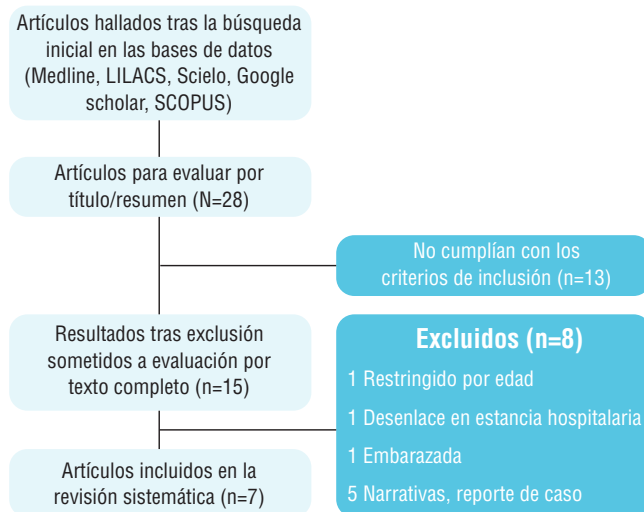 Artículos hallados tras la búsqueda
inicial en las bases de datos
(Medline, LILACS, Scielo, Google
scholar, SCOPUS)
Artículos para evaluar por
título/resumen (N=28)
No cumplían con los
criterios de inclusión (n=13)
Resultados tras exclusión
sometidos a evaluación por
texto completo (n=15)
Excluidos (n=8)
1 Restringido por edad
1 Desenlace en estancia hospitalaria
1 Embarazada
5 Narrativas, reporte de caso
Artículos incluidos en la
revisión sistemática (n=7)